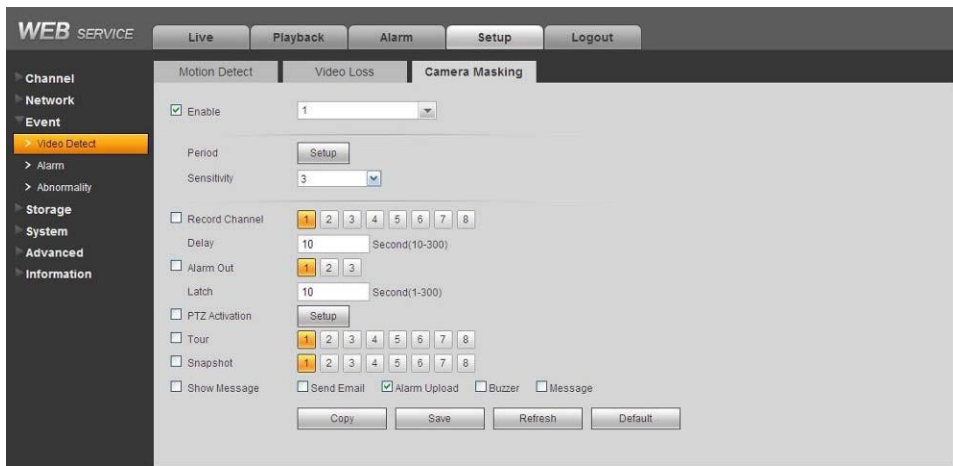 WEB SERVICE
Live Playback Alarm Setup Logout
Channel
Network
Event
> Video Detect
> Alarm
> Abnormality
Storage
System
Advanced
Information
Motion Detect Video Loss Camera Masking
Enable 1
Period Setup
Sensitivity 3
Record Channel 1 2 3 4 5 6 7 8
Delay 10 Second(10-300)
Alarm Out 1 2 3
Latch 10 Second(1-300)
PTZ Activation Setup
Tour 1 2 3 4 5 6 7 8
Snapshot 1 2 3 4 5 6 7 8
Show Message Send Email Alarm Upload Buzzer Message
Copy Save Refresh Default